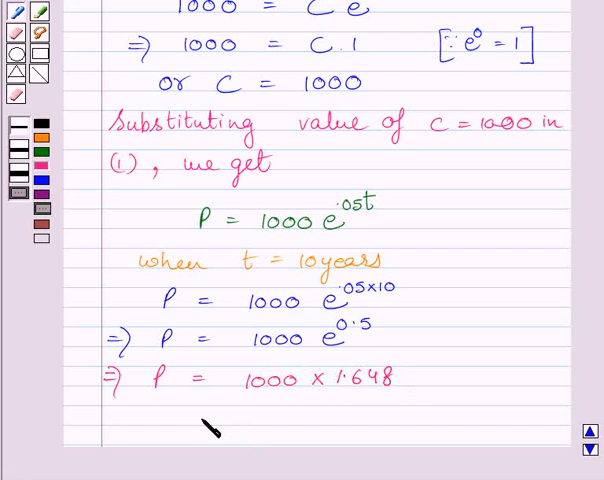 1000 = C e
⇒ 1000 = C.1 [∵ e⁰ = 1]
or C = 1000
Substituting value of C = 1000 in
(1), we get
P = 1000 e^.05t
when t = 10 years
P = 1000 e^.05×10
⇒ P = 1000 e^0.5
⇒ P = 1000 × 1.648